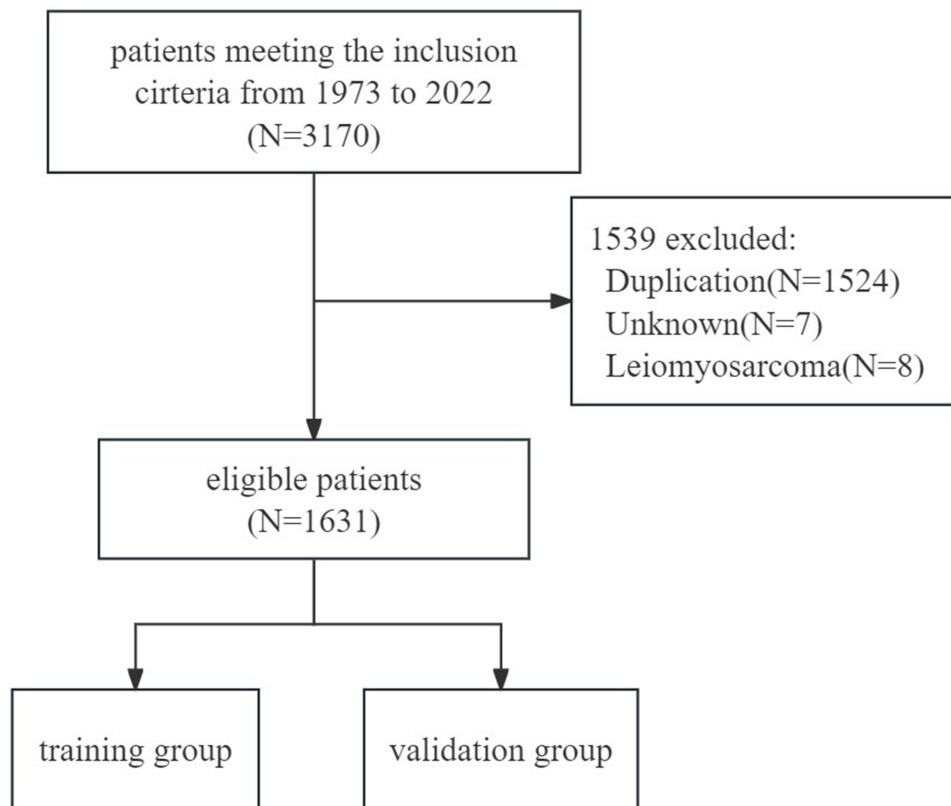 patients meeting the inclusion
cirteria from 1973 to 2022
(N=3170)
1539 excluded:
Duplication(N=1524)
Unknown(N=7)
Leiomyosarcoma(N=8)
eligible patients
(N=1631)
training group
validation group